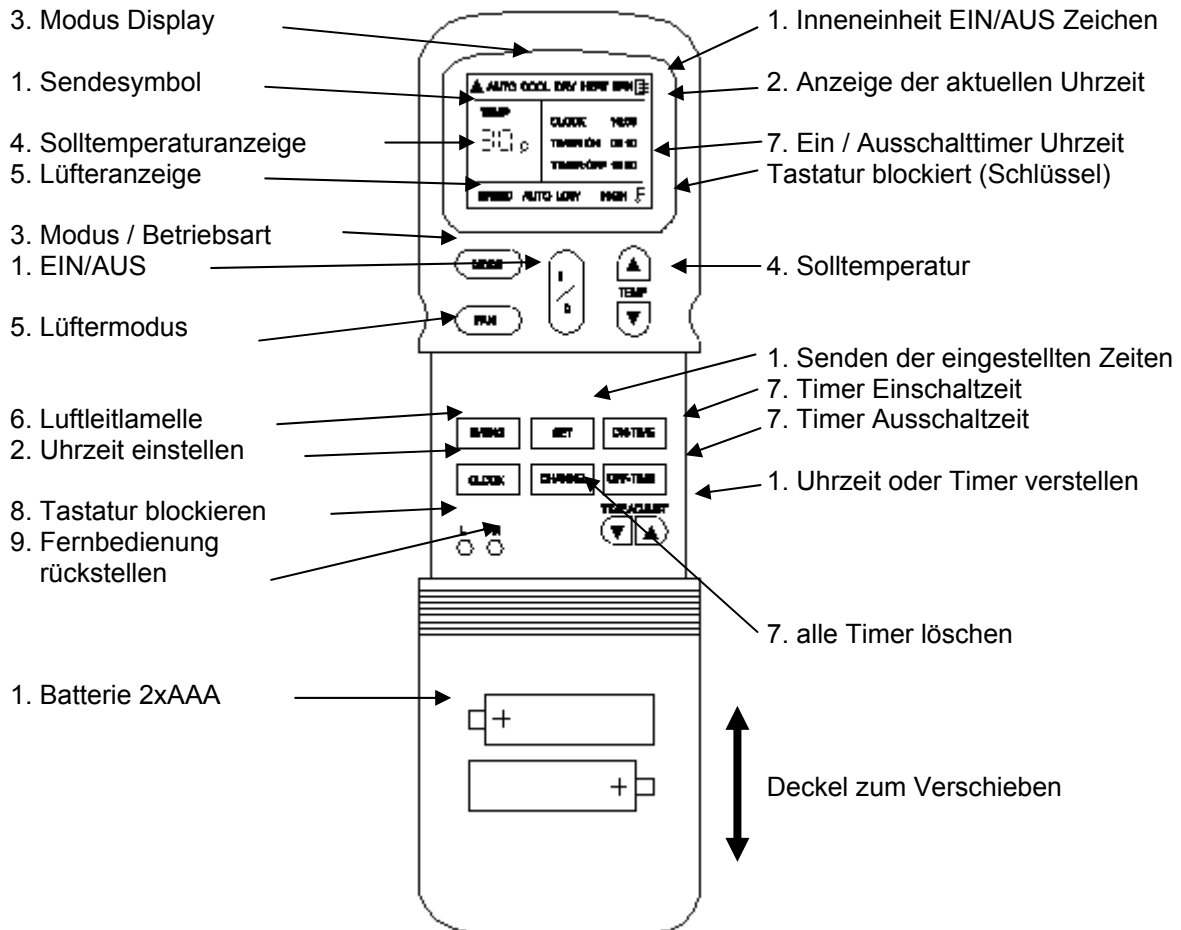 3. Modus Display
1. Sendesymbol
4. Solltemperaturanzeige
5. Lüfteranzeige
3. Modus / Betriebsart
1. EIN/AUS
5. Lüftermodus
6. Luftleitlamelle
2. Uhrzeit einstellen
8. Tastatur blockieren
9. Fernbedienung
rückstellen
1. Batterie 2xAAA
AUTO COOL DRY HEAT FAN
TEMP
30
CLOCK
TIMER ON
TIMER OFF
SPEED AUTO LOW HIGH
MODE
I
/
0
TEMP
FAN
SWING SET ON-TIME
CLOCK CHANNEL OFF-TIME
L R
TIME ADJUST
+
+
1. Inneneinheit EIN/AUS Zeichen
2. Anzeige der aktuellen Uhrzeit
7. Ein / Ausschalttimer Uhrzeit
Tastatur blockiert (Schlüssel)
4. Solltemperatur
1. Senden der eingestellten Zeiten
7. Timer Einschaltzeit
7. Timer Ausschaltzeit
1. Uhrzeit oder Timer verstellen
7. alle Timer löschen
Deckel zum Verschieben